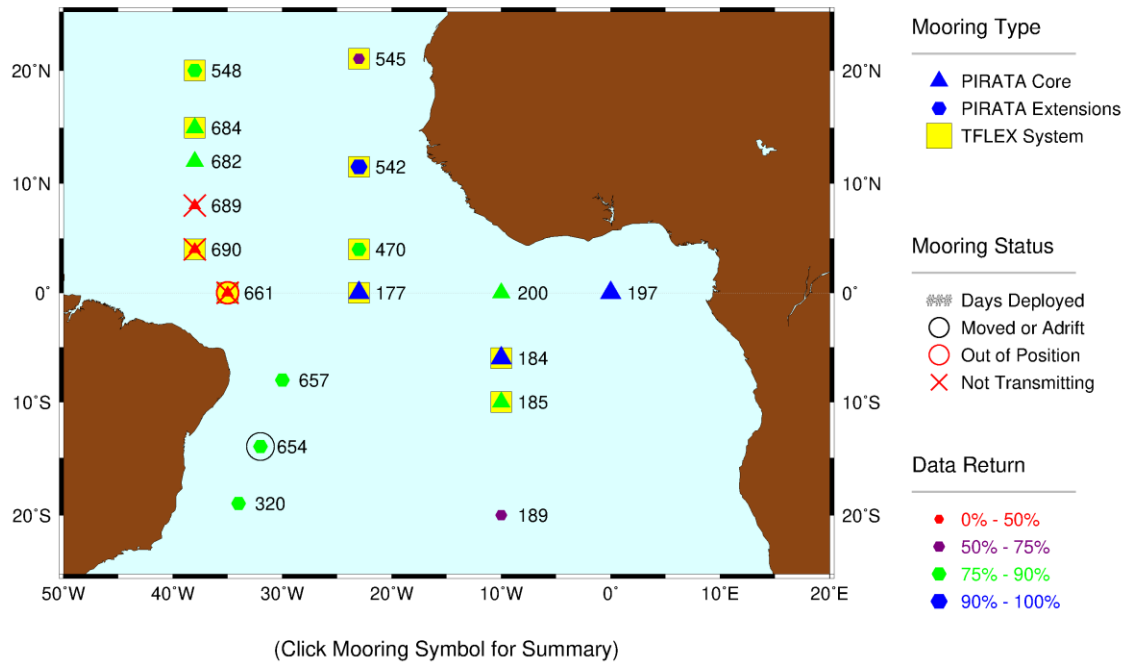 20˚N
10˚N
0˚
10˚S
20˚S
20˚N
10˚N
0˚
10˚S
20˚S
50˚W
40˚W
30˚W
20˚W
10˚W
0˚
10˚E
20˚E
548
545
684
682
542
689
690
470
661
177
200
197
184
657
185
654
320
189
(Click Mooring Symbol for Summary)
Mooring Type
PIRATA Core
PIRATA Extensions
TFLEX System
Mooring Status
### Days Deployed
Moved or Adrift
Out of Position
Not Transmitting
Data Return
0% - 50%
50% - 75%
75% - 90%
90% - 100%